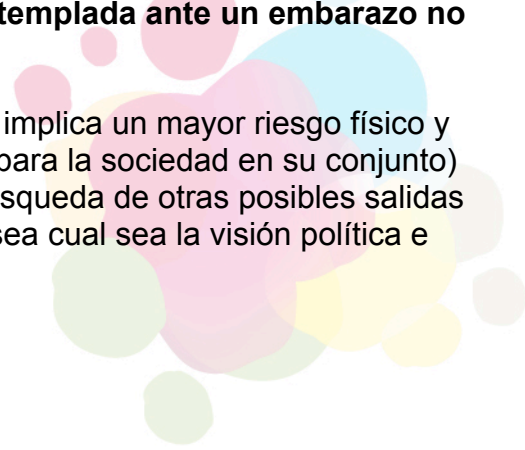 templada ante un embarazo no
implica un mayor riesgo físico y
para la sociedad en su conjunto)
squeda de otras posibles salidas
sea cual sea la visión política e